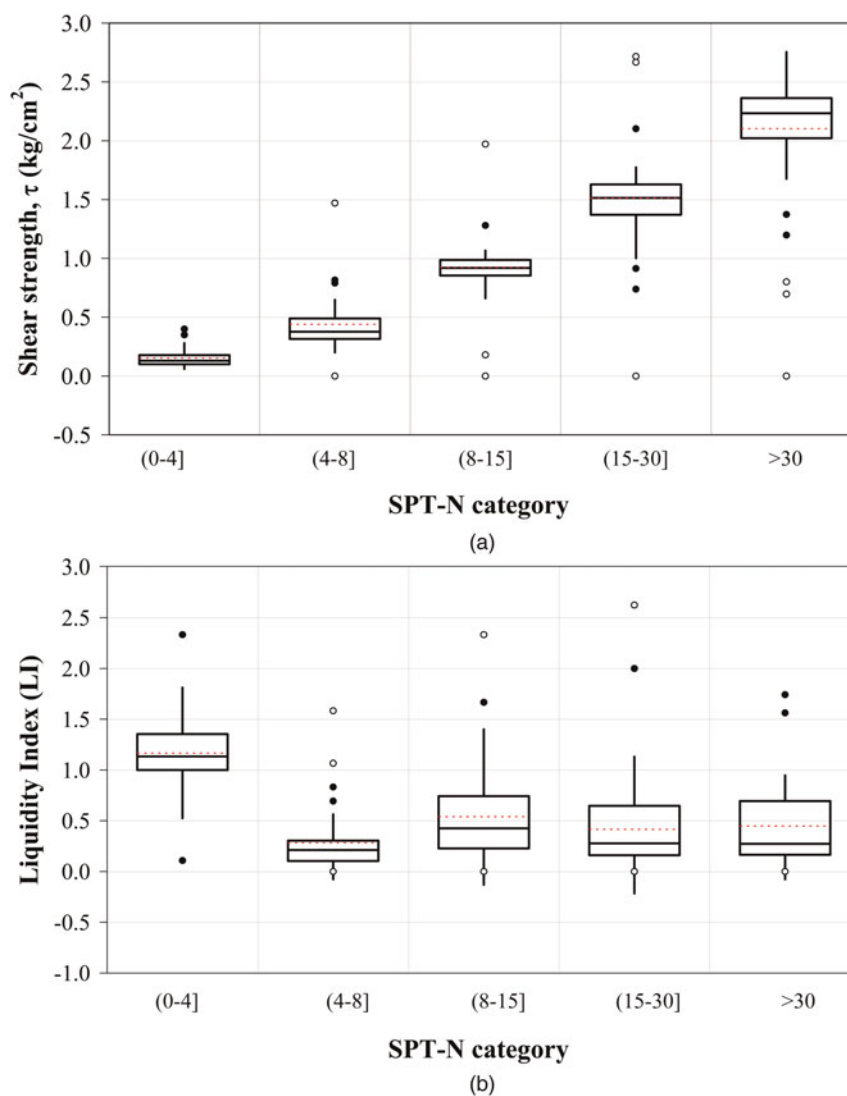 3.0
2.5
2.0
1.5
1.0
0.5
0.0
-0.5
Shear strength, τ (kg/cm²)
(0-4] (4-8] (8-15] (15-30] >30
SPT-N category
(a)
3.0
2.5
2.0
1.5
1.0
0.5
0.0
-0.5
-1.0
Liquidity Index (LI)
(0-4] (4-8] (8-15] (15-30] >30
SPT-N category
(b)